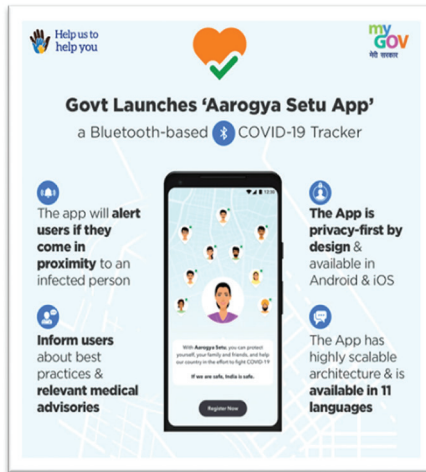 Help us to
help you
my
GOV
मेरी सरकार
Govt Launches ‘Aarogya Setu App’
a Bluetooth-based COVID-19 Tracker
The app will alert
users if they
come in
proximity to an
infected person
Inform users
about best
practices &
relevant medical
advisories
12:30
With Aarogya Setu, you can protect
yourself, your family and friends, and help
our country in the effort to fight COVID-19
If we are safe, India is safe.
Register Now
The App is
privacy-first by
design &
available in
Android & iOS
The App has
highly scalable
architecture & is
available in 11
languages